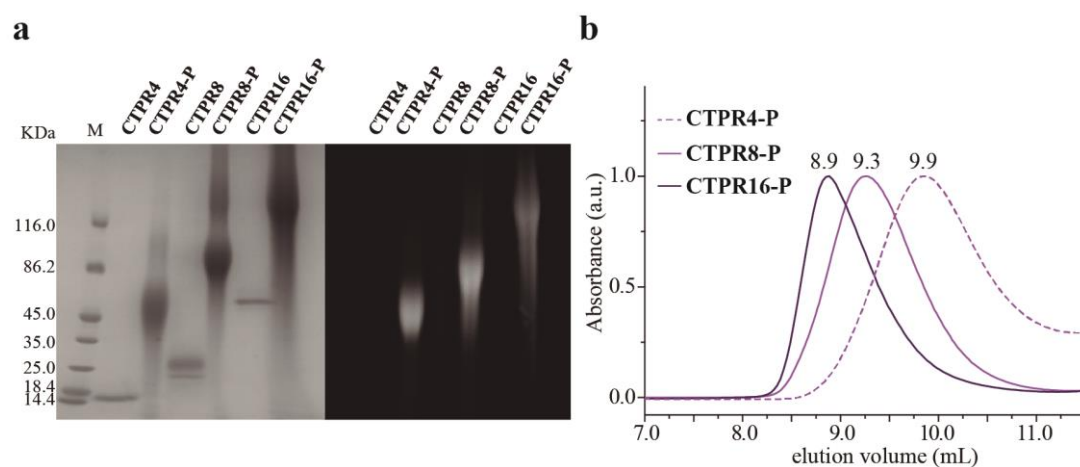 a
KDa
M
CTPR4
CTPR4-P
CTPR8
CTPR8-P
CTPR16
CTPR16-P
CTPR4
CTPR4-P
CTPR8
CTPR8-P
CTPR16
CTPR16-P
116.0
86.2
45.0
35.0
25.0
18.4
14.4
b
CTPR4-P
CTPR8-P
CTPR16-P
8.9 9.3 9.9
1.0
0.5
0.0
Absorbance (a.u.)
7.0 8.0 9.0 10.0 11.0
elution volume (mL)